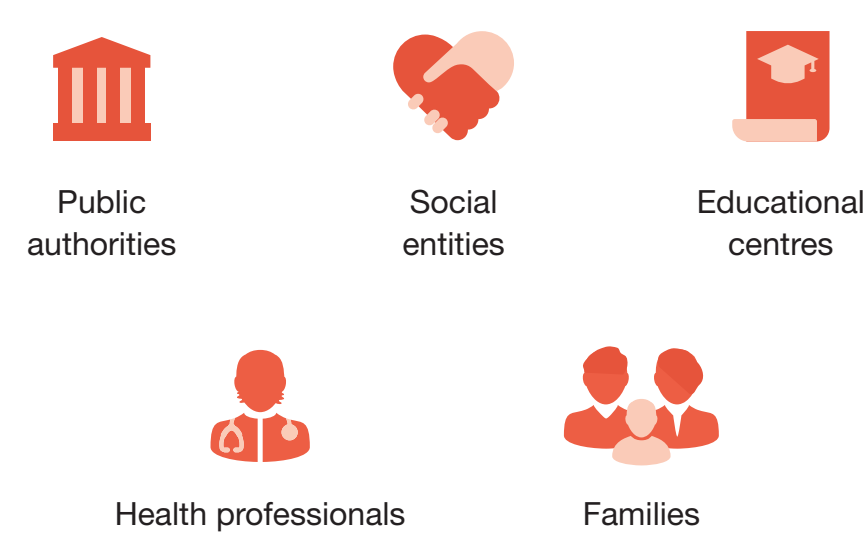 Public
authorities
Social
entities
Educational
centres
Health professionals
Families